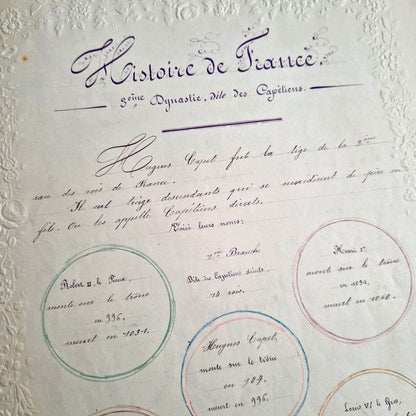 Histoire de France.
3ème Dynastie, dite des Capétiens.
Hugues Capet fut la tige de la 3ème
eau des rois de France.
Il eut treize descendants qui se succédèrent de père en
fils. On les appelle Capétiens directs.
Voici leurs noms:
1ère Branch
Dite de Capétiens directs
14 rois.
Robert II, le Pieux,
monte sur le trône
en 996,
meurt en 1031.
Henri 1er
monte sur le trône
en 1031,
meurt en 1060.
Hugues Capet,
monte sur le trône
en 987,
meurt en 996.
Louis VI le Gros,